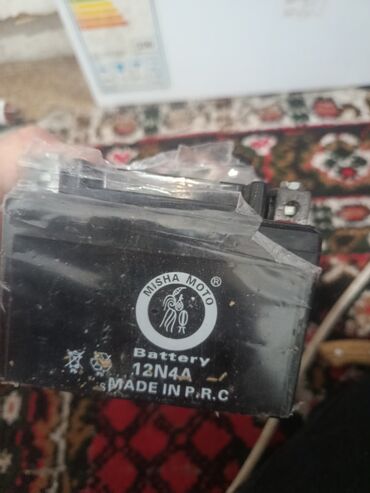 MISHA MOTO ®
Battery
12N4A
MADE IN P.R.C